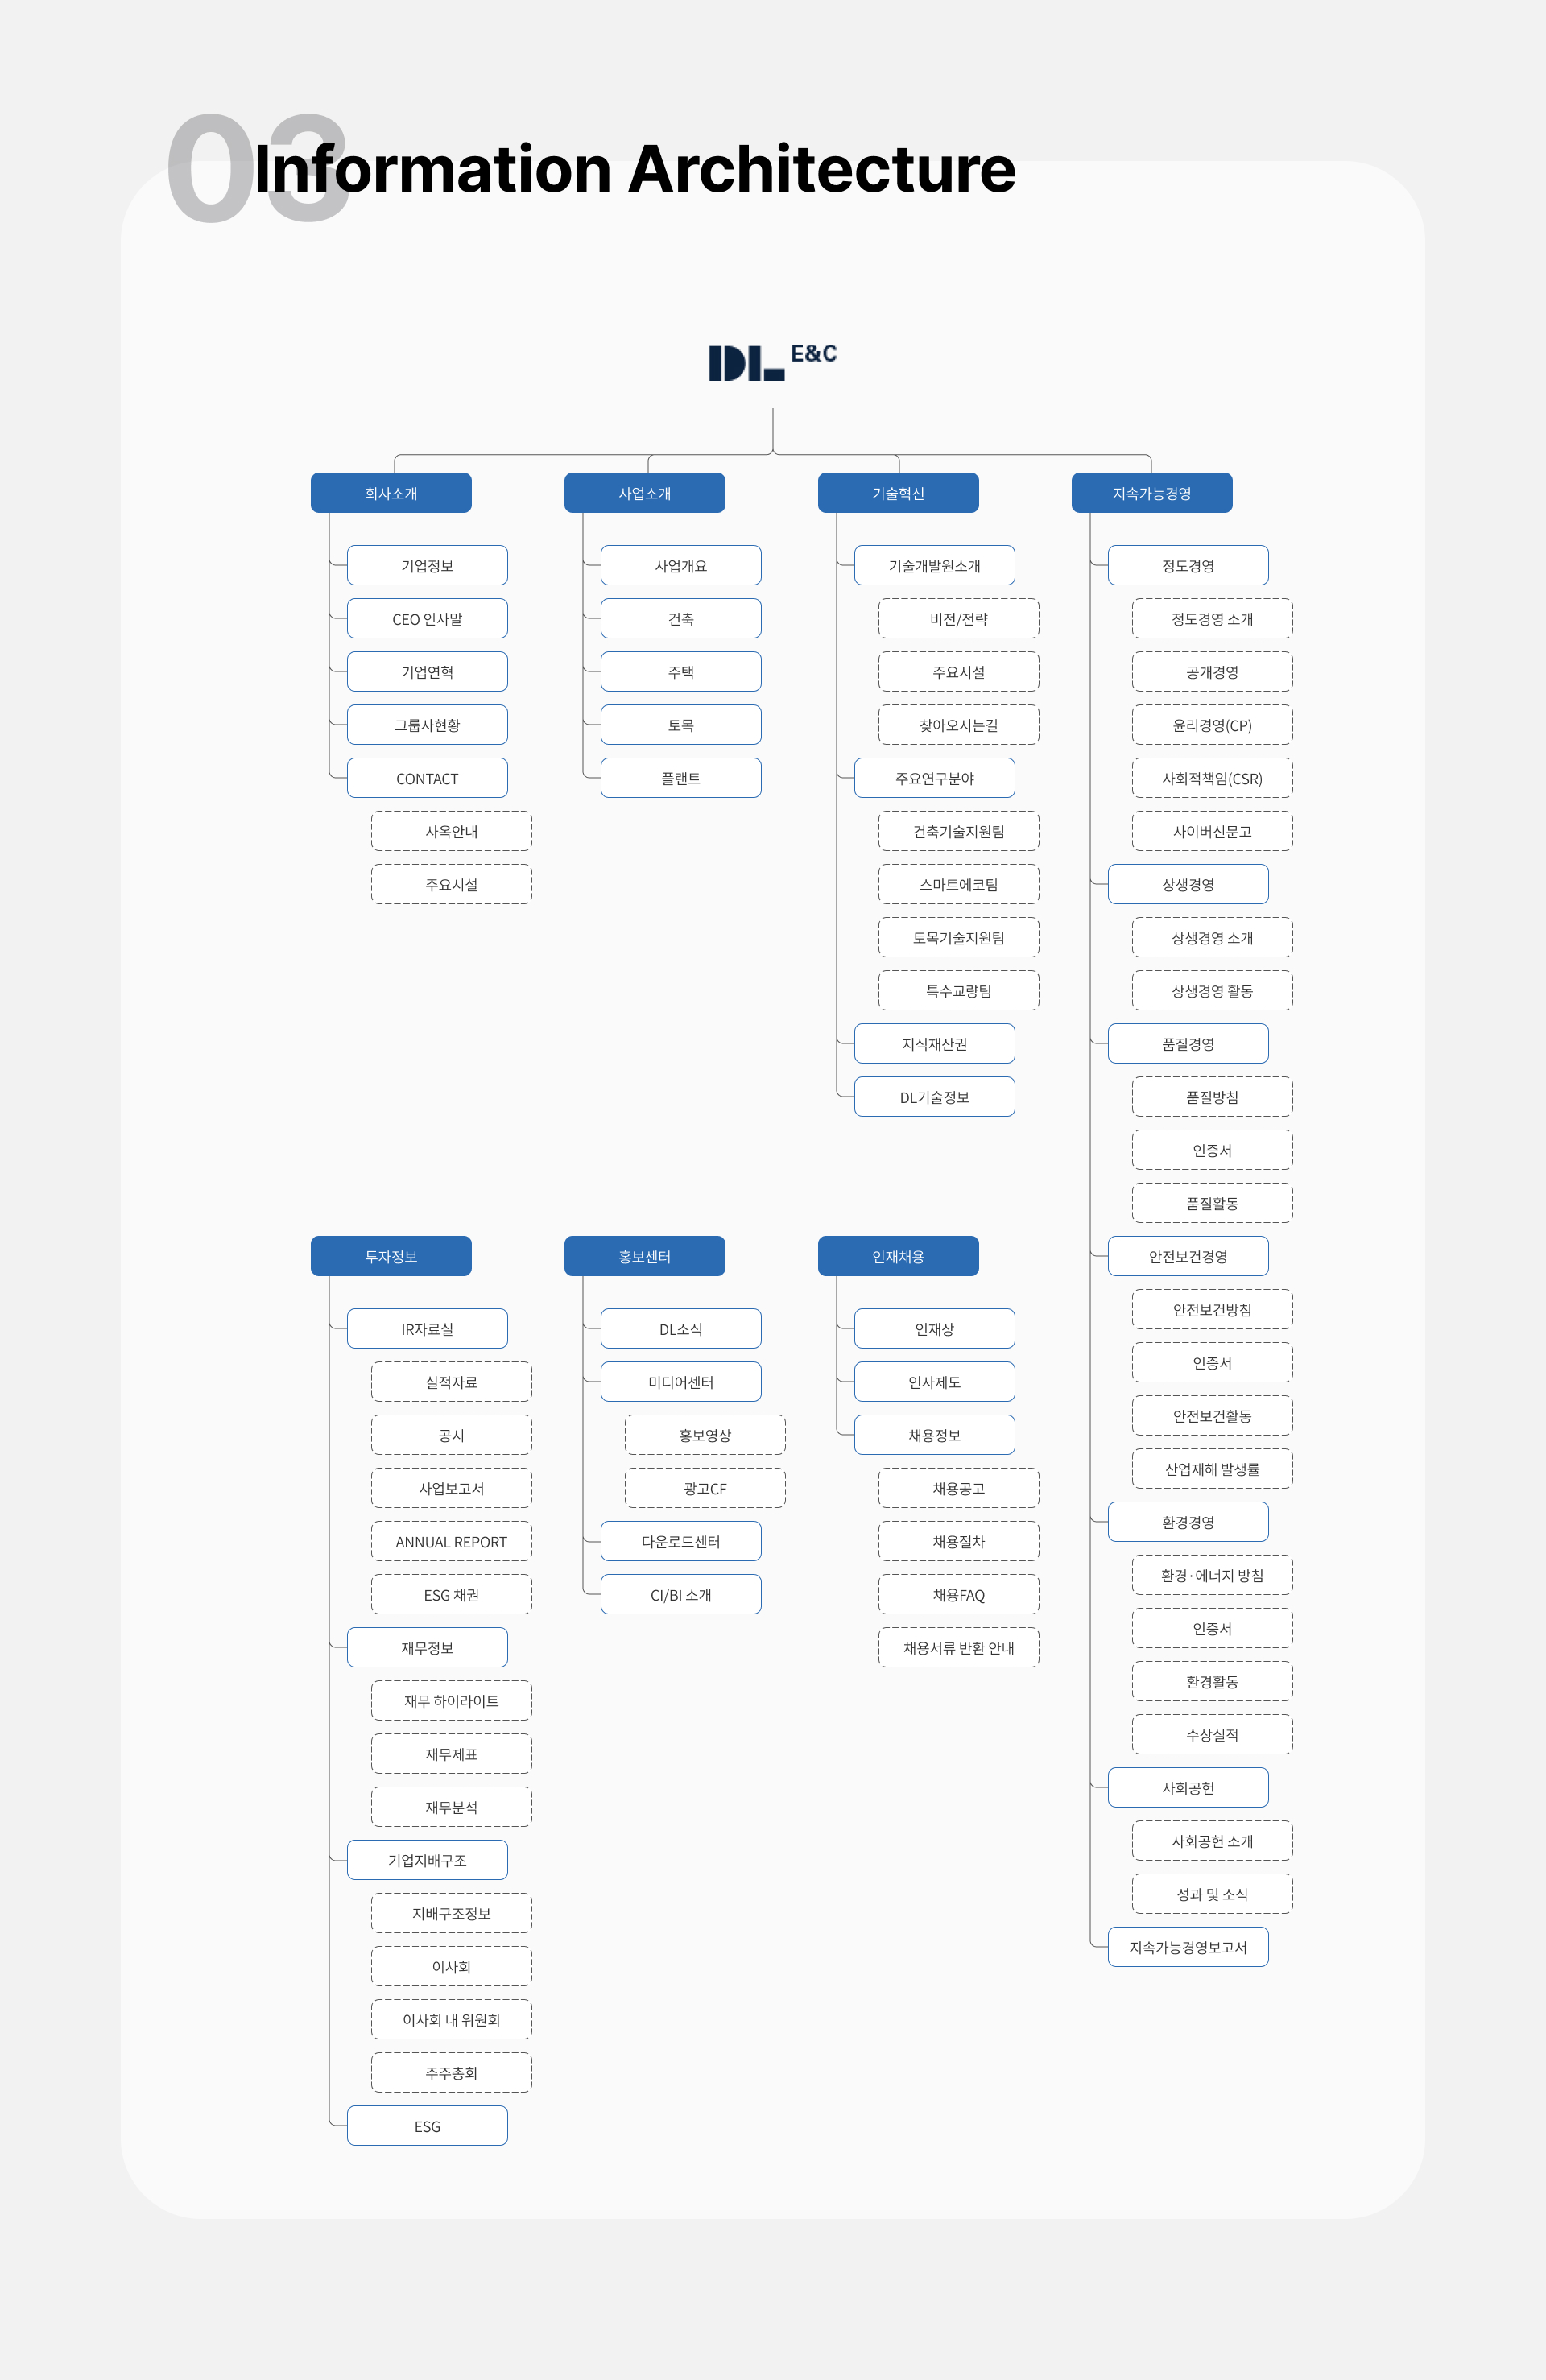 03
Information Architecture
DL E&C
회사소개
기업정보
CEO 인사말
기업연혁
그룹사현황
CONTACT
사옥안내
주요시설
사업소개
사업개요
건축
주택
토목
플랜트
기술혁신
기술개발원소개
비전/전략
주요시설
찾아오시는길
주요연구분야
건축기술지원팀
스마트에코팀
토목기술지원팀
특수교량팀
지식재산권
DL기술정보
지속가능경영
정도경영
정도경영 소개
공개경영
윤리경영(CP)
사회적책임(CSR)
사이버신문고
상생경영
상생경영 소개
상생경영 활동
품질경영
품질방침
인증서
품질활동
안전보건경영
안전보건방침
인증서
안전보건활동
산업재해 발생률
환경경영
환경·에너지 방침
인증서
환경활동
수상실적
사회공헌
사회공헌 소개
성과 및 소식
지속가능경영보고서
투자정보
IR자료실
실적자료
공시
사업보고서
ANNUAL REPORT
ESG 채권
재무정보
재무 하이라이트
재무제표
재무분석
기업지배구조
지배구조정보
이사회
이사회 내 위원회
주주총회
ESG
홍보센터
DL소식
미디어센터
홍보영상
광고CF
다운로드센터
CI/BI 소개
인재채용
인재상
인사제도
채용정보
채용공고
채용절차
채용FAQ
채용서류 반환 안내